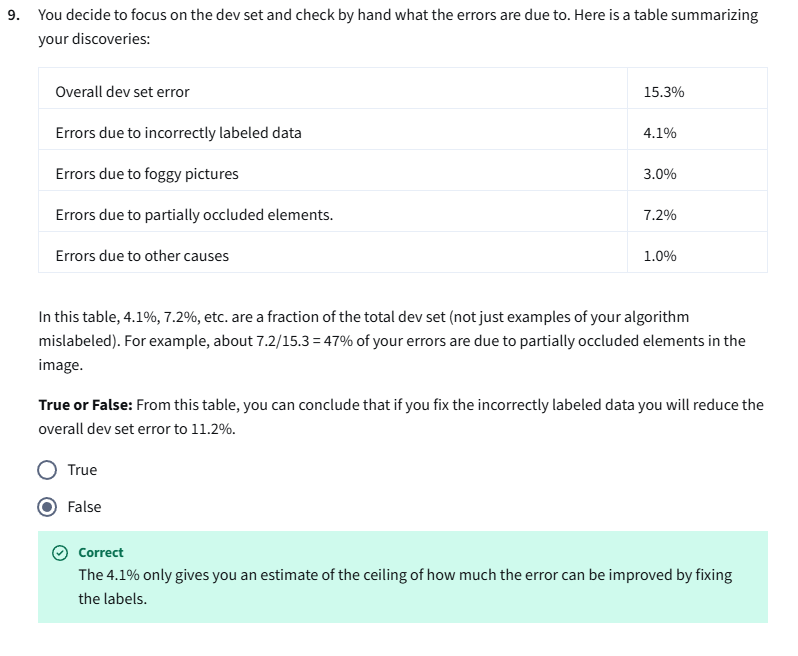 9. You decide to focus on the dev set and check by hand what the errors are due to. Here is a table summarizing
your discoveries:
Overall dev set error 15.3%
Errors due to incorrectly labeled data 4.1%
Errors due to foggy pictures 3.0%
Errors due to partially occluded elements. 7.2%
Errors due to other causes 1.0%
In this table, 4.1%, 7.2%, etc. are a fraction of the total dev set (not just examples of your algorithm
mislabeled). For example, about 7.2/15.3 = 47% of your errors are due to partially occluded elements in the
image.
True or False: From this table, you can conclude that if you fix the incorrectly labeled data you will reduce the
overall dev set error to 11.2%.
True
False
Correct
The 4.1% only gives you an estimate of the ceiling of how much the error can be improved by fixing
the labels.